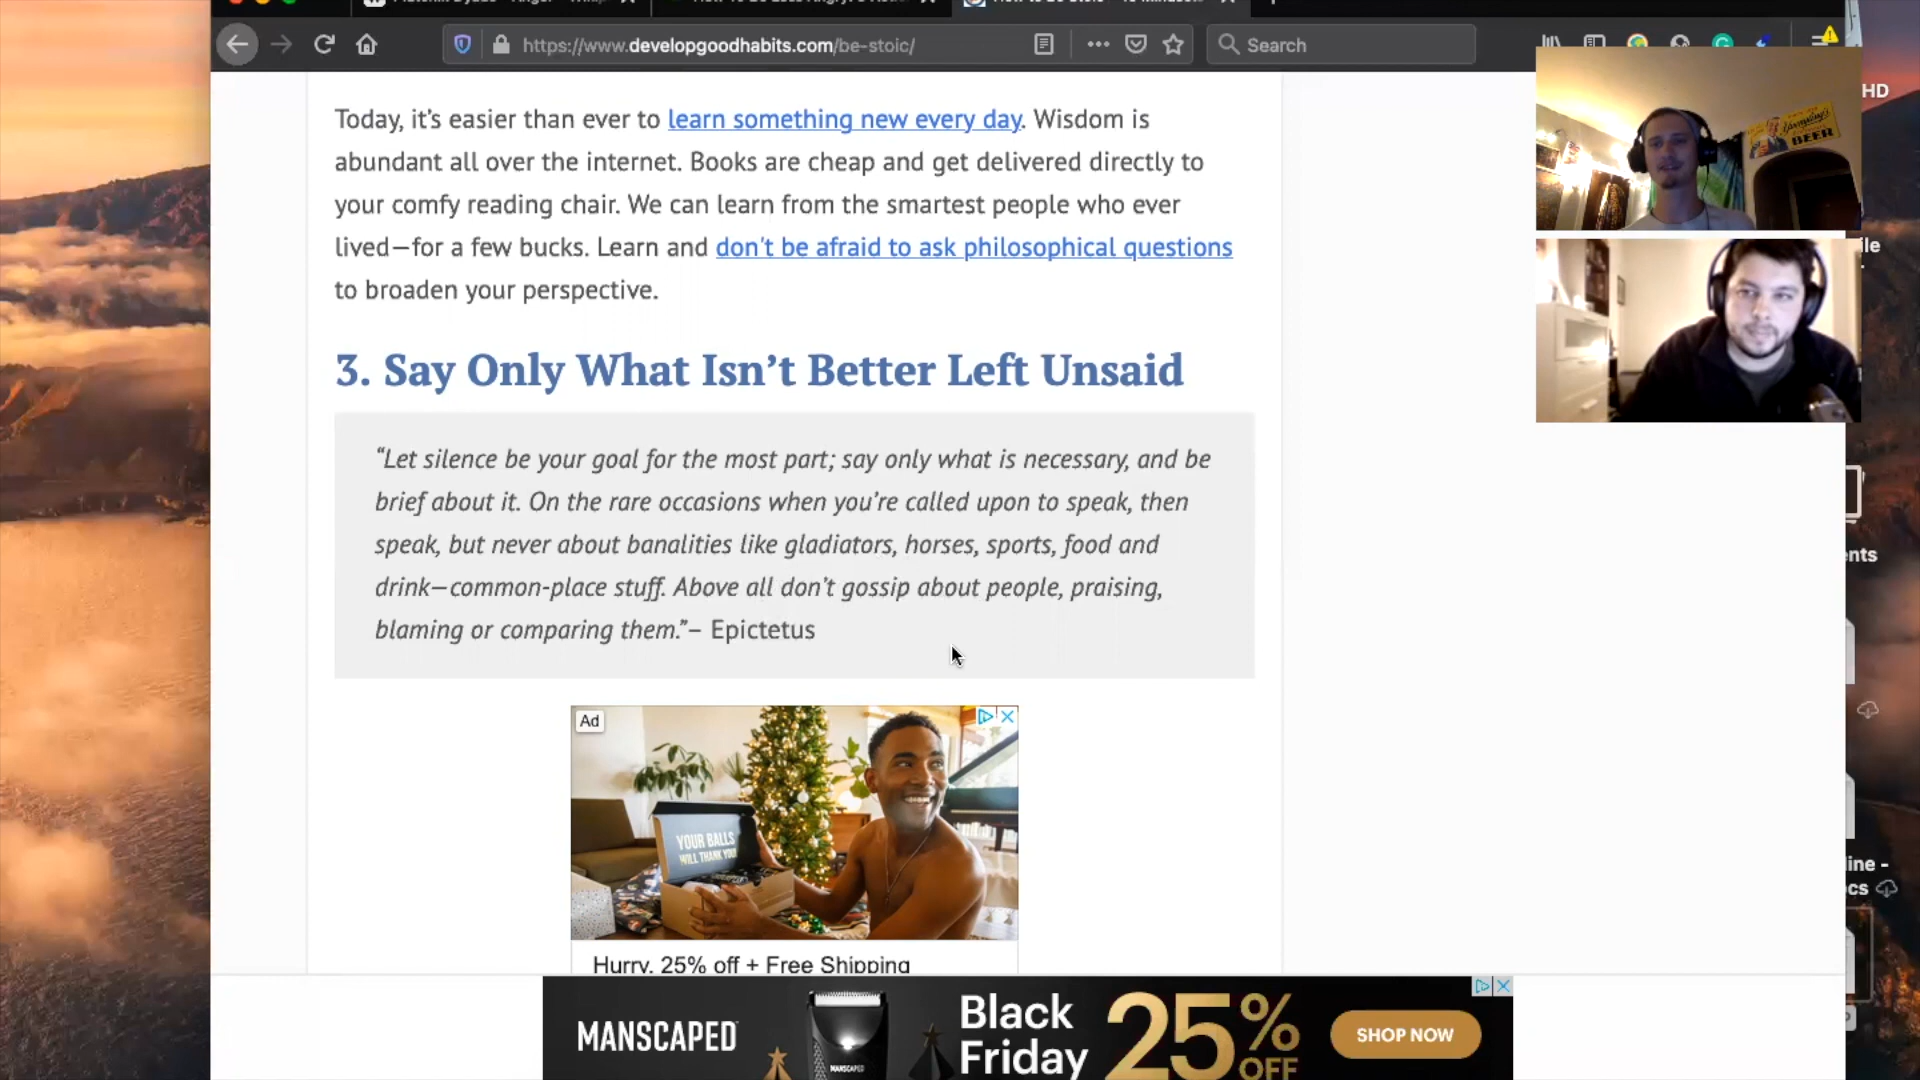 https://www.developgoodhabits.com/be-stoic/
Search
HD
Today, it's easier than ever to learn something new every day. Wisdom is
abundant all over the internet. Books are cheap and get delivered directly to
your comfy reading chair. We can learn from the smartest people who ever
lived—for a few bucks. Learn and don't be afraid to ask philosophical questions
to broaden your perspective.
BEER
ile
3. Say Only What Isn’t Better Left Unsaid
“Let silence be your goal for the most part; say only what is necessary, and be
brief about it. On the rare occasions when you’re called upon to speak, then
speak, but never about banalities like gladiators, horses, sports, food and
drink—common-place stuff. Above all don’t gossip about people, praising,
blaming or comparing them.”– Epictetus
ents
Ad
YOUR BALLS
WILL THANK YOU
line -
ocs
Hurry, 25% off + Free Shipping
MANSCAPED
Black
Friday
25%
OFF
SHOP NOW
MANSCAPED